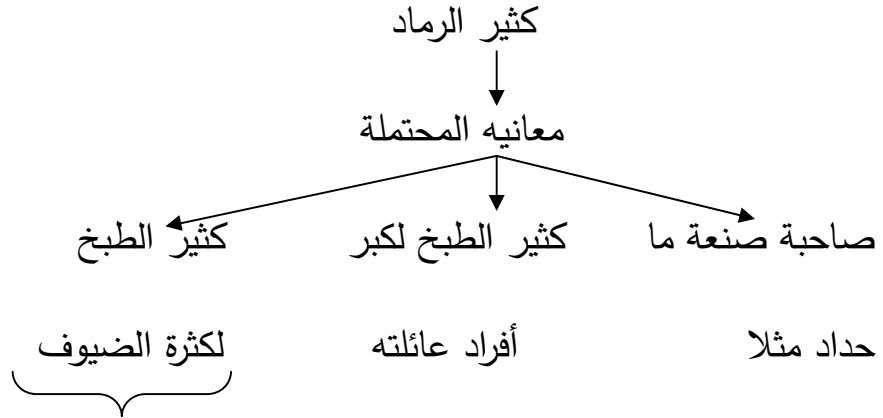 كثير الرماد
معانيه المحتملة
صاحبة صنعة ما كثير الطبخ لكبر كثير الطبخ
حداد مثلا أفراد عائلته لكثرة الضيوف